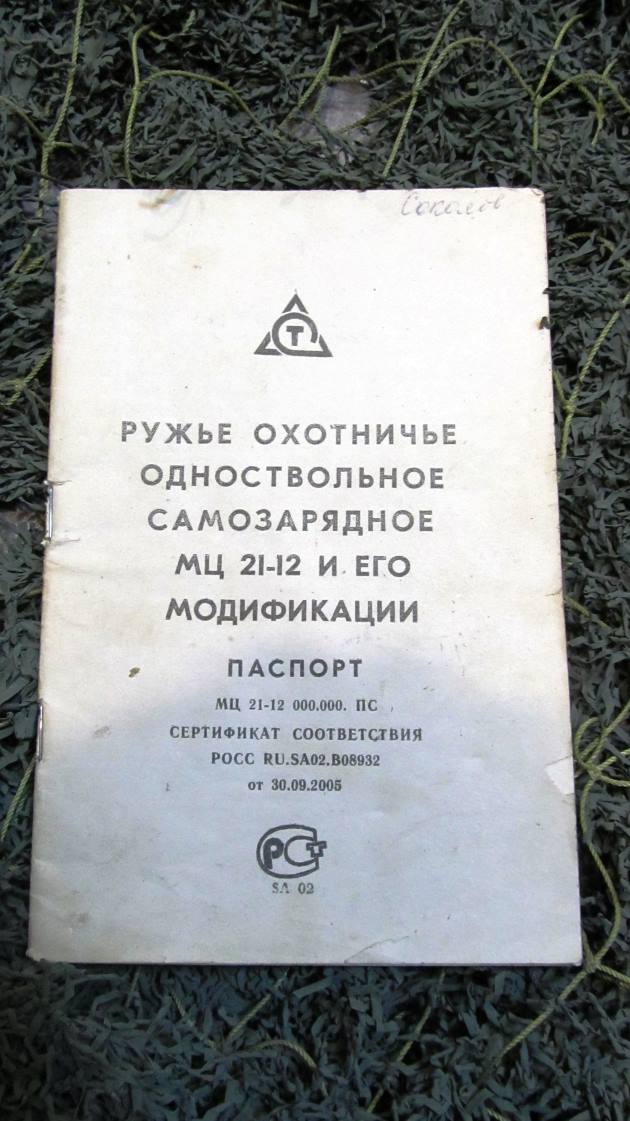 Соколов
Т
РУЖЬЕ ОХОТНИЧЬЕ
ОДНОСТВОЛЬНОЕ
САМОЗАРЯДНОЕ
МЦ 21-12 И ЕГО
МОДИФИКАЦИИ
ПАСПОРТ
МЦ 21-12 000.000. ПС
СЕРТИФИКАТ СООТВЕТСТВИЯ
РОСС RU.SA02.B08932
от 30.09.2005
РСТ
SA 02